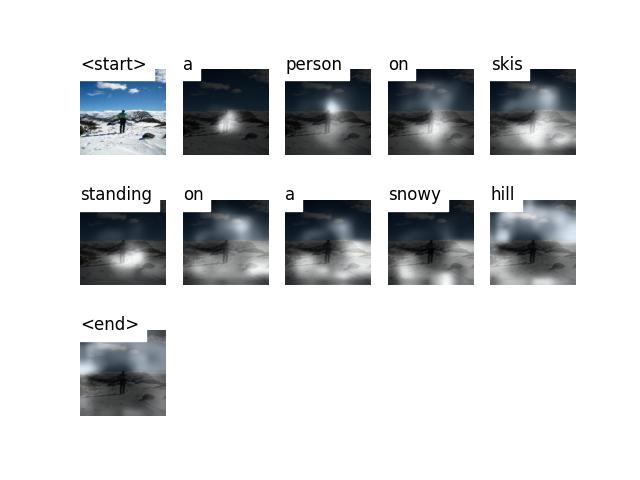 <start> a person on skis
standing on a snowy hill
<end>